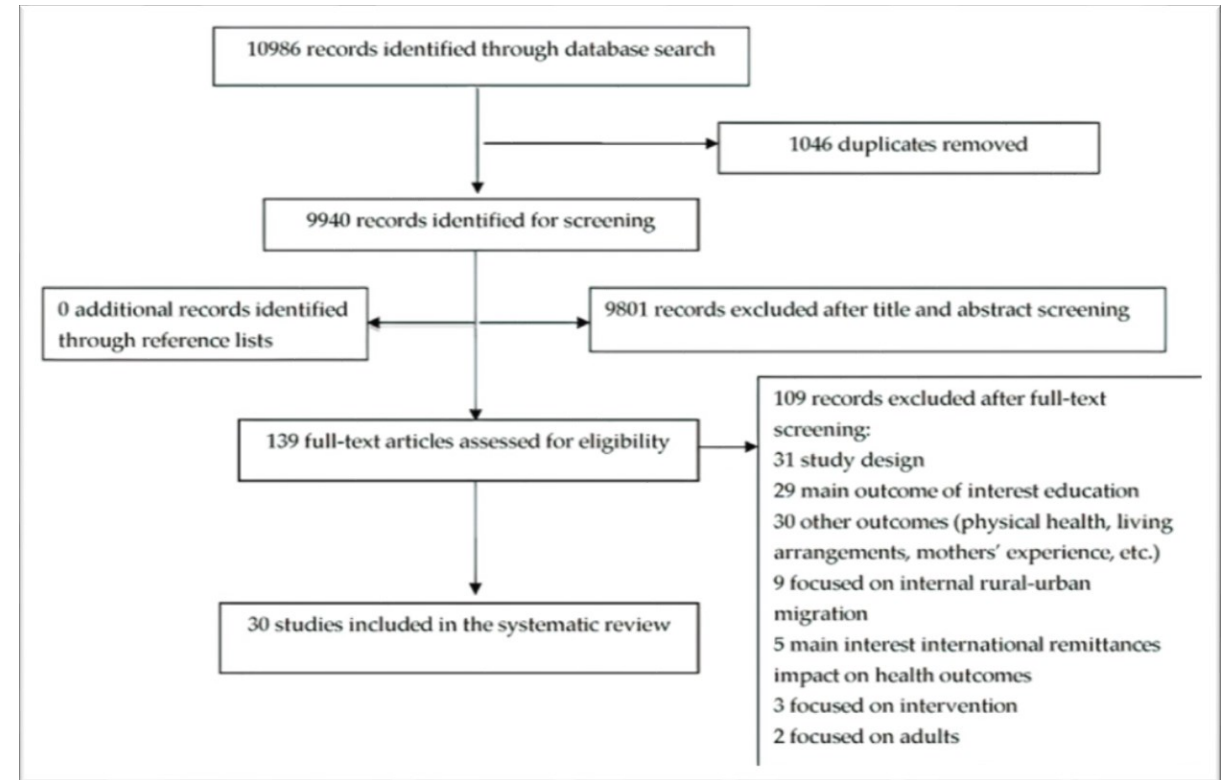 10986 records identified through database search
1046 duplicates removed
9940 records identified for screening
0 additional records identified
through reference lists
9801 records excluded after title and abstract screening
139 full-text articles assessed for eligibility
109 records excluded after full-text
screening:
31 study design
29 main outcome of interest education
30 other outcomes (physical health, living
arrangements, mothers' experience, etc.)
9 focused on internal rural-urban
migration
5 main interest international remittances
impact on health outcomes
3 focused on intervention
2 focused on adults
30 studies included in the systematic review